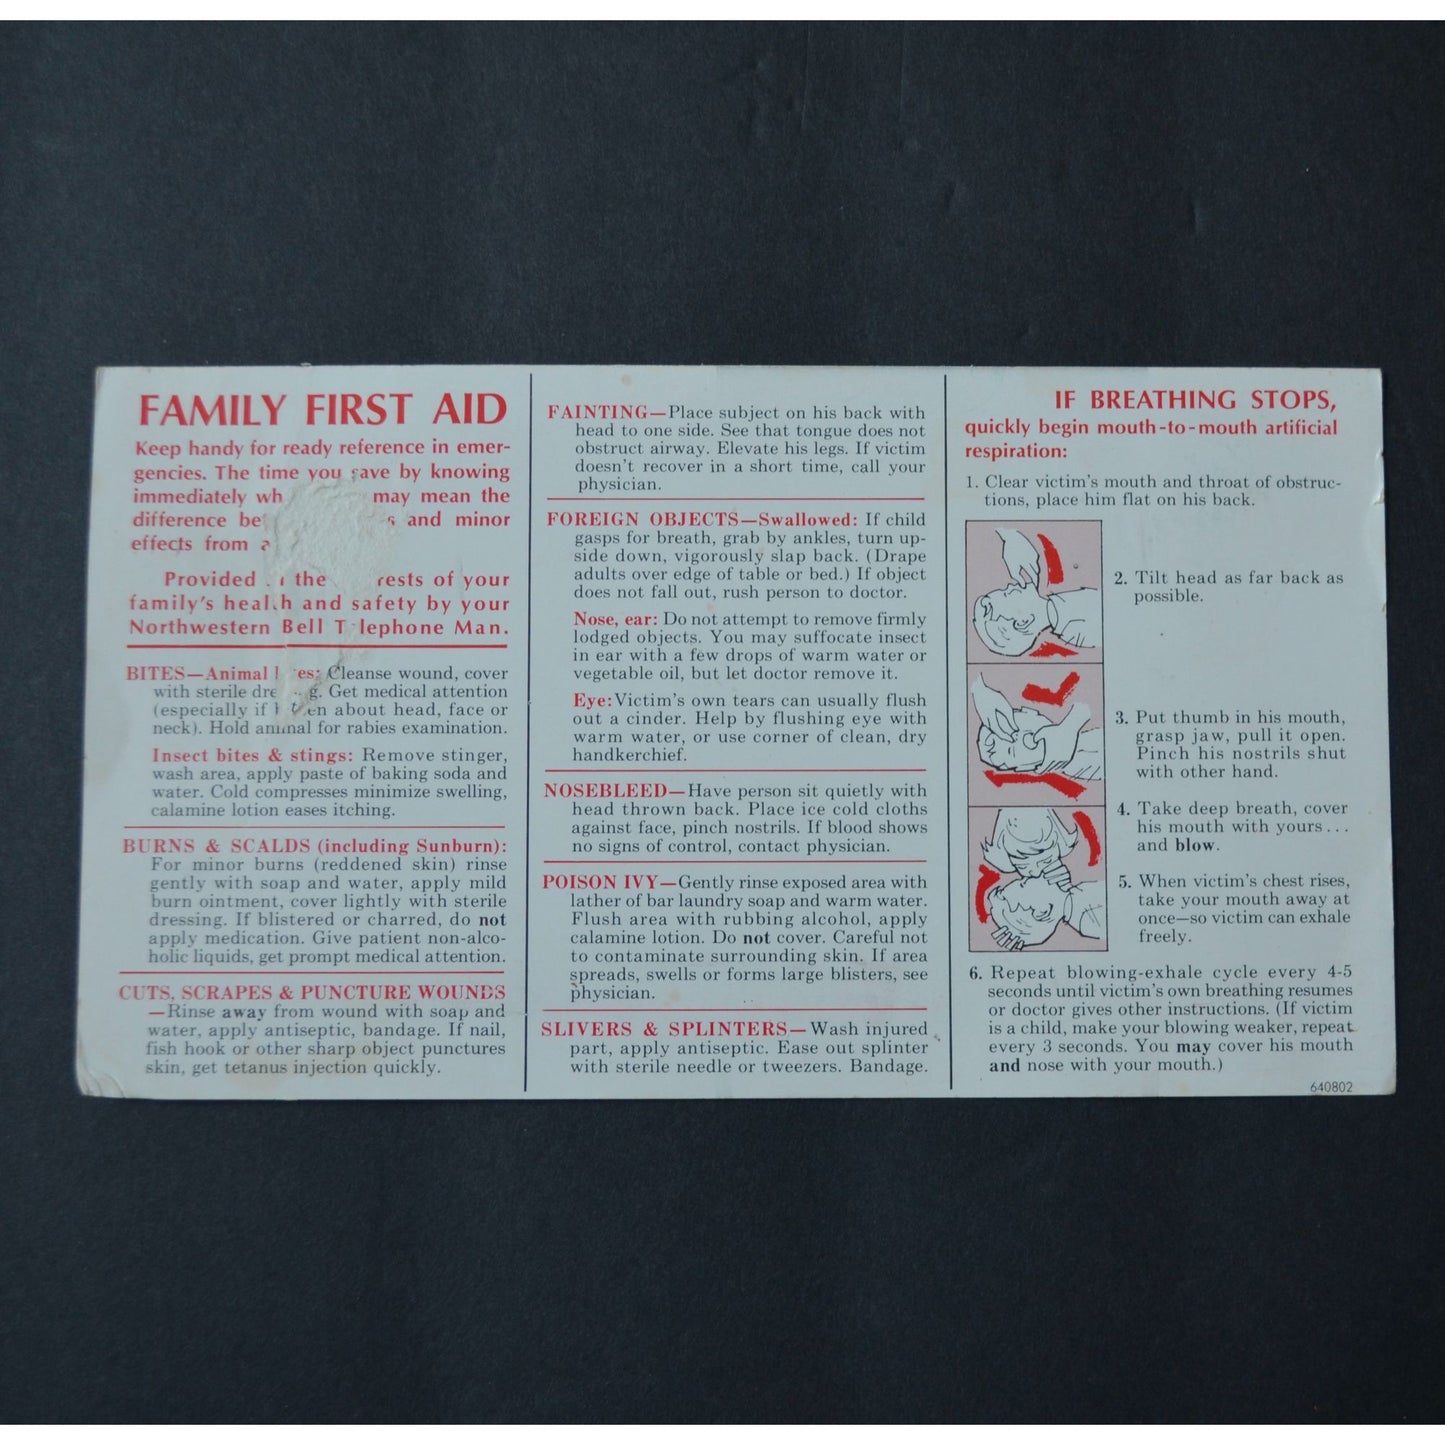 FAMILY FIRST AID
Keep handy for ready reference in emer-
gencies. The time you save by knowing
immediately may mean the
difference and minor
effects from
Provided the of your
family's health and safety by your
Northwestern Bell Telephone Man.
BITES—Animal Cleanse wound, cover
with sterile Get medical attention
(especially if about head, face or
neck). Hold animal for rabies examination.
Insect bites & stings: Remove stinger,
wash area, apply paste of baking soda and
water. Cold compresses minimize swelling,
calamine lotion eases itching.
BURNS & SCALDS (including Sunburn):
For minor burns (reddened skin) rinse
gently with soap and water, apply mild
burn ointment, cover lightly with sterile
dressing. If blistered or charred, do not
apply medication. Give patient non-alco-
holic liquids, get prompt medical attention.
CUTS, SCRAPES & PUNCTURE WOUNDS
—Rinse away from wound with soap and
water, apply antiseptic, bandage. If nail,
fish hook or other sharp object punctures
skin, get tetanus injection quickly.
FAINTING—Place subject on his back with
head to one side. See that tongue does not
obstruct airway. Elevate his legs. If victim
doesn't recover in a short time, call your
physician.
FOREIGN OBJECTS—Swallowed: If child
gasps for breath, grab by ankles, turn up-
side down, vigorously slap back. (Drape
adults over edge of table or bed.) If object
does not fall out, rush person to doctor.
Nose, ear: Do not attempt to remove firmly
lodged objects. You may suffocate insect
in ear with a few drops of warm water or
vegetable oil, but let doctor remove it.
Eye: Victim's own tears can usually flush
out a cinder. Help by flushing eye with
warm water, or use corner of clean, dry
handkerchief.
NOSEBLEED—Have person sit quietly with
head thrown back. Place ice cold cloths
against face, pinch nostrils. If blood shows
no signs of control, contact physician.
POISON IVY—Gently rinse exposed area with
lather of bar laundry soap and warm water.
Flush area with rubbing alcohol, apply
calamine lotion. Do not cover. Careful not
to contaminate surrounding skin. If area
spreads, swells or forms large blisters, see
physician.
SLIVERS & SPLINTERS—Wash injured
part, apply antiseptic. Ease out splinter
with sterile needle or tweezers. Bandage.
IF BREATHING STOPS,
quickly begin mouth-to-mouth artificial
respiration:
1. Clear victim's mouth and throat of obstruc-
tions, place him flat on his back.
2. Tilt head as far back as
possible.
3. Put thumb in his mouth,
grasp jaw, pull it open.
Pinch his nostrils shut
with other hand.
4. Take deep breath, cover
his mouth with yours...
and blow.
5. When victim's chest rises,
take your mouth away at
once—so victim can exhale
freely.
6. Repeat blowing-exhale cycle every 4-5
seconds until victim's own breathing resumes
or doctor gives other instructions. (If victim
is a child, make your blowing weaker, repeat
every 3 seconds. You may cover his mouth
and nose with your mouth.)
640802